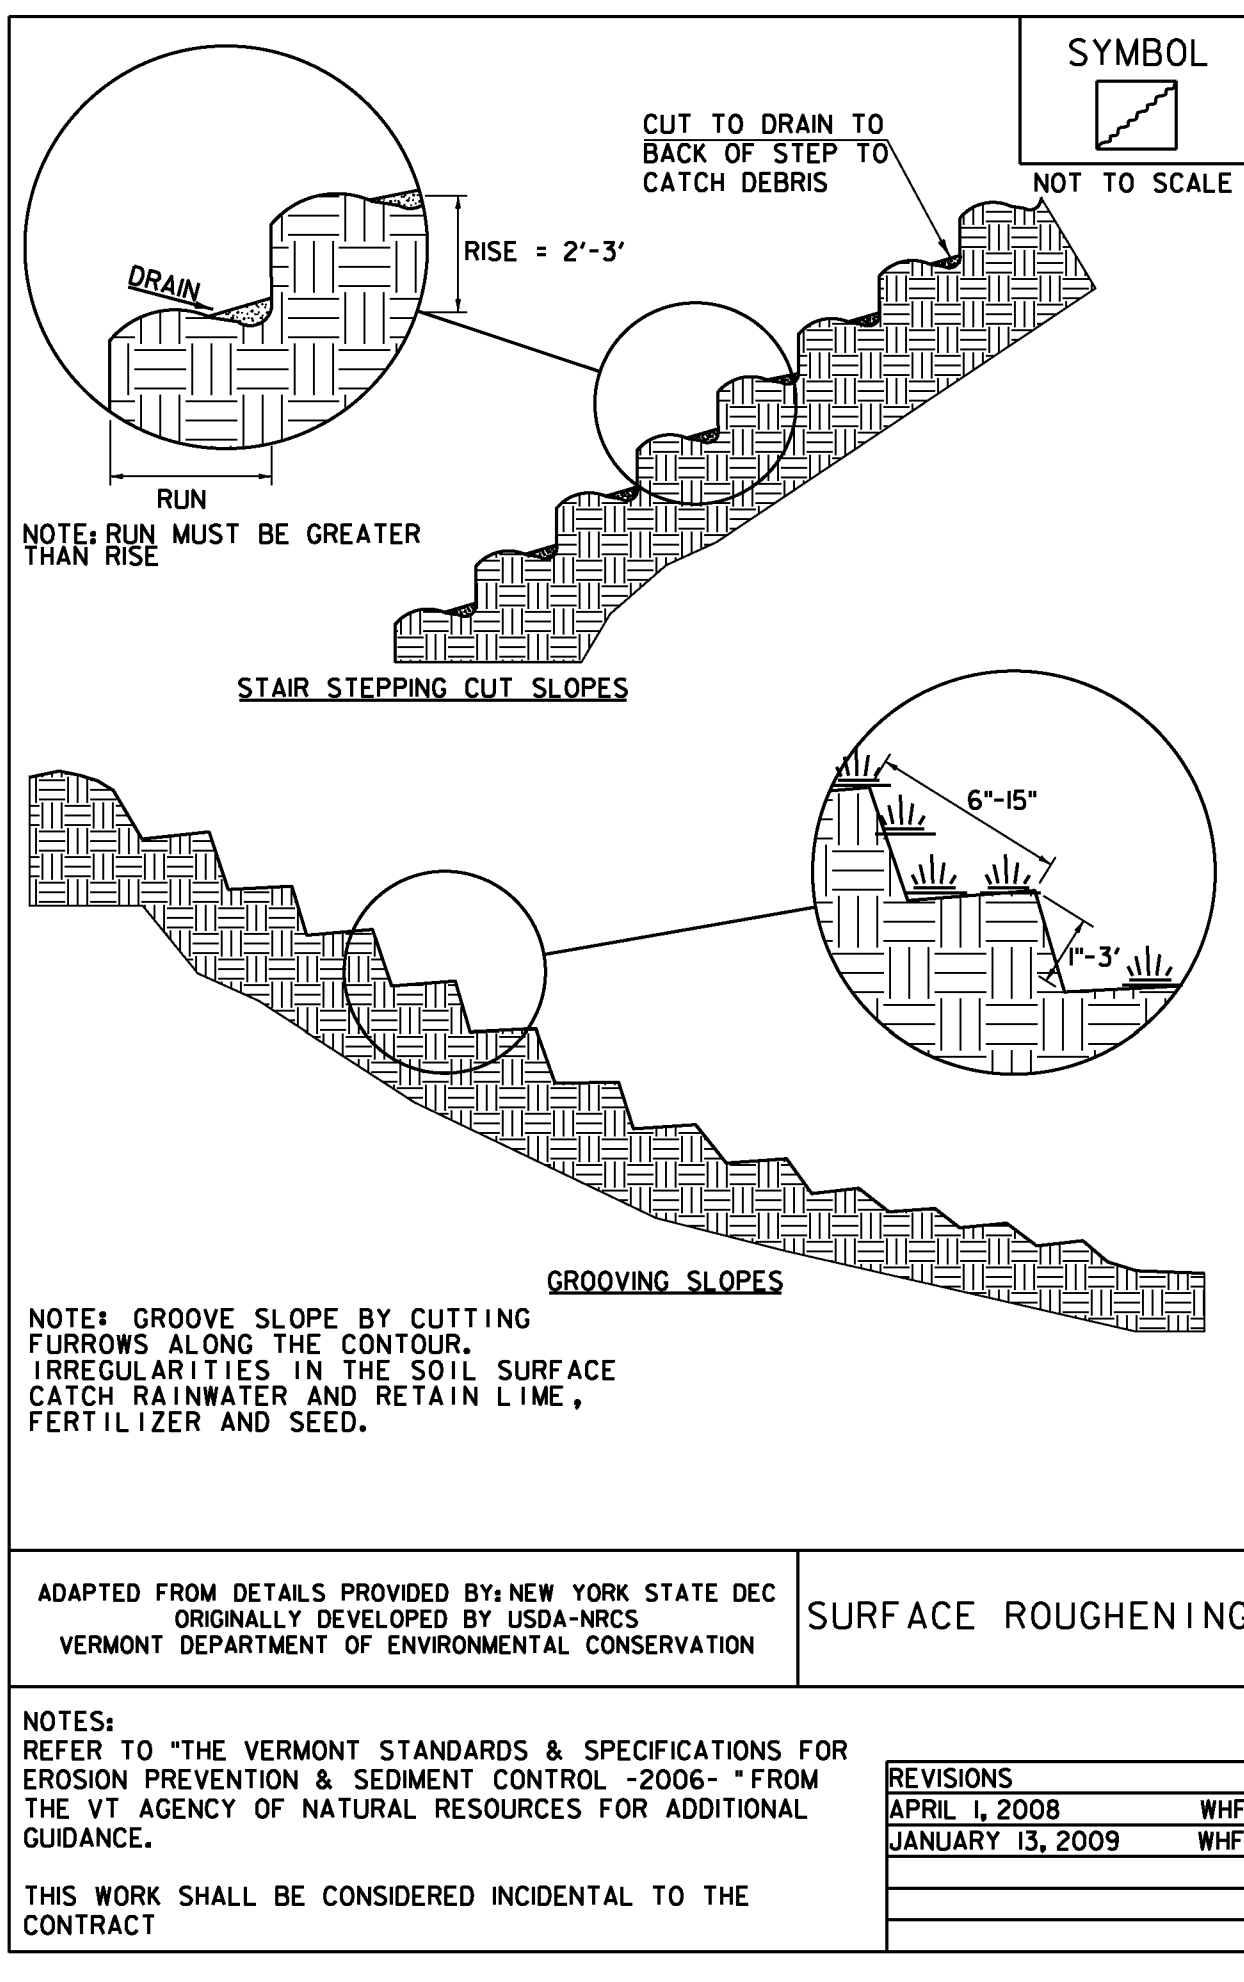 SYMBOL
NOT TO SCALE
CUT TO DRAIN TO
BACK OF STEP TO
CATCH DEBRIS
RISE = 2'-3'
DRAIN
RUN
NOTE: RUN MUST BE GREATER
THAN RISE
STAIR STEPPING CUT SLOPES
6"-15"
1"-3'
GROOVING SLOPES
NOTE: GROOVE SLOPE BY CUTTING
FURROWS ALONG THE CONTOUR.
IRREGULARITIES IN THE SOIL SURFACE
CATCH RAINWATER AND RETAIN LIME,
FERTILIZER AND SEED.
ADAPTED FROM DETAILS PROVIDED BY: NEW YORK STATE DEC
ORIGINALLY DEVELOPED BY USDA-NRCS
VERMONT DEPARTMENT OF ENVIRONMENTAL CONSERVATION
SURFACE ROUGHENING
NOTES:
REFER TO "THE VERMONT STANDARDS & SPECIFICATIONS FOR
EROSION PREVENTION & SEDIMENT CONTROL -2006- " FROM
THE VT AGENCY OF NATURAL RESOURCES FOR ADDITIONAL
GUIDANCE.
THIS WORK SHALL BE CONSIDERED INCIDENTAL TO THE
CONTRACT
REVISIONS
APRIL 1, 2008 WHF
JANUARY 13, 2009 WHF